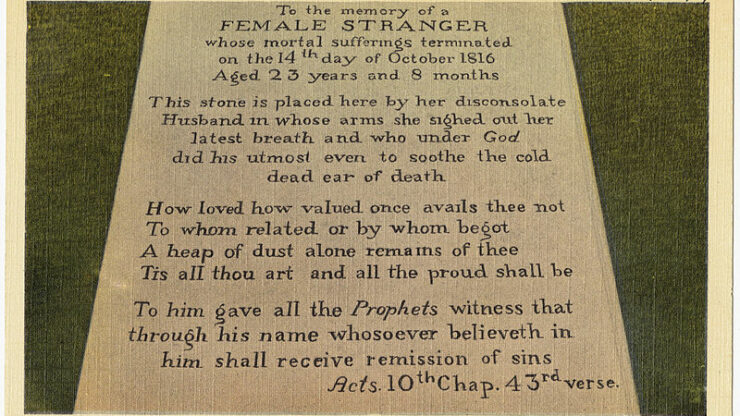 To the memory of a
FEMALE STRANGER
whose mortal sufferings terminated
on the 14th day of October 1816
Aged 23 years and 8 months
This stone is placed here by her disconsolate
Husband in whose arms she sighed out her
latest breath and who under God
did his utmost even to soothe the cold
dead ear of death
How loved how valued once avails thee not
To whom related or by whom begot
A heap of dust alone remains of thee
Tis all thou art and all the proud shall be
To him gave all the Prophets witness that
through his name whosoever believeth in
him shall receive remission of sins
Acts. 10th Chap. 43rd verse.